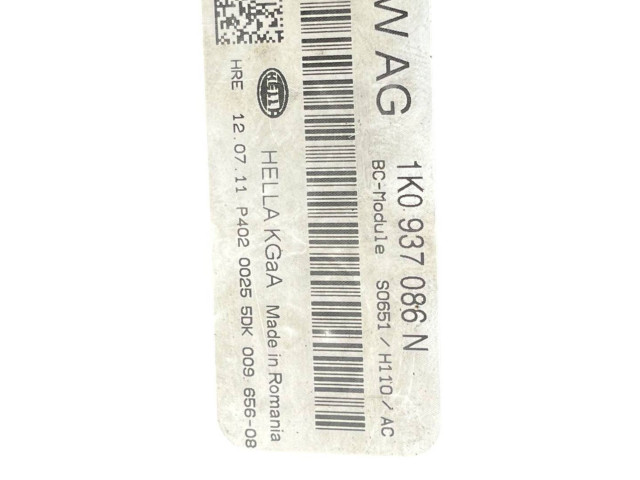 W AG
1K0 937 086 N
BC-Module S0651 / H110 / AC
HELLA
HELLA KGaA Made in Romania
HRE 12.07.11 P402 0025 5DK 009 656-08